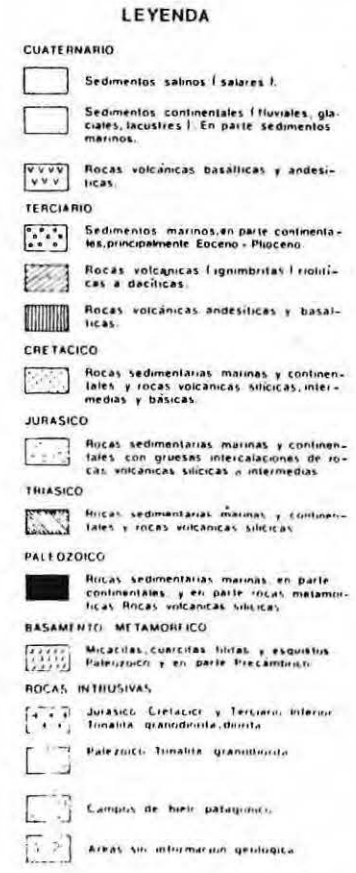 LEYENDA
CUATERNARIO
Sedimentos salinos ( salares ).
Sedimentos continentales ( fluviales, gla-
ciales, lacustres ). En parte sedimentos
marinos.
Rocas volcánicas basálticas y andesi-
ticas.
TERCIARIO
Sedimentos marinos, en parte continenta-
les, principalmente Eoceno - Plioceno.
Rocas volcánicas ( ignimbritas ) riolíti-
cas a dacíticas.
Rocas volcánicas andesiticas y basal-
ticas.
CRETACICO
Rocas sedimentarias marinas y continen-
tales y rocas volcánicas silícicas, inter-
medias y básicas.
JURASICO
Rocas sedimentarias marinas y continen-
tales con gruesas intercalaciones de ro-
cas volcánicas silícicas a intermedias
TRIASICO
Rocas sedimentarias marinas y continen-
tales y rocas volcánicas silícicas
PALEOZOICO
Rocas sedimentarias marinas, en parte
continentales, y en parte rocas metamor-
ficas Rocas volcánicas silícicas
BASAMENTO METAMORFICO
Micacitas, cuarcitas filitas y esquistos
Paleozoico y en parte Precámbrico
ROCAS INTRUSIVAS
Jurásico Cretácico y Terciario Inferior
Tonalita granodiorita, diorita
Paleozoico Tonalita granodiorita
Campos de hielo patagónico
Areas sin información geológica